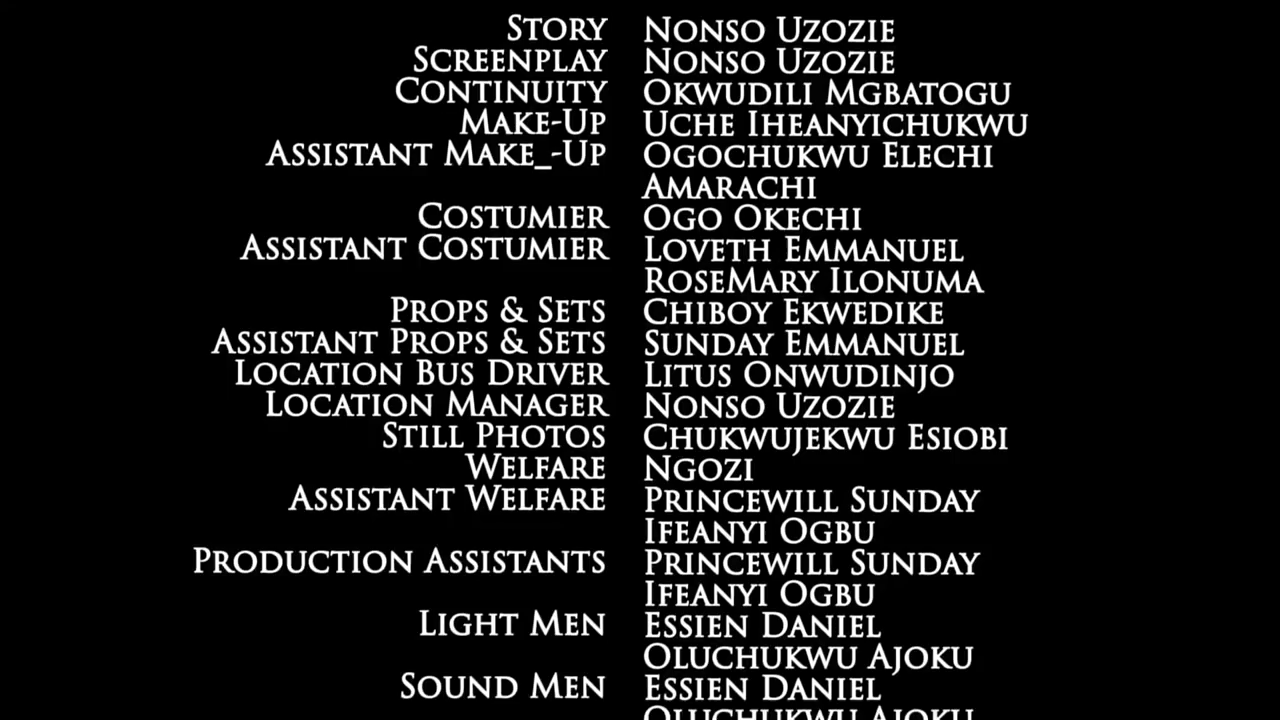 STORY NONSO UZOZIE
SCREENPLAY NONSO UZOZIE
CONTINUITY OKWUDILI MGBATOGU
MAKE-UP UCHE IHEANYICHUKWU
ASSISTANT MAKE_-UP OGOCHUKWU ELECHI
AMARACHI
COSTUMIER OGO OKECHI
ASSISTANT COSTUMIER LOVETH EMMANUEL
ROSEMARY ILONUMA
PROPS & SETS CHIBOY EKWEDIKE
ASSISTANT PROPS & SETS SUNDAY EMMANUEL
LOCATION BUS DRIVER LITUS ONWUDINJO
LOCATION MANAGER NONSO UZOZIE
STILL PHOTOS CHUKWUJEKWU ESIOBI
WELFARE NGOZI
ASSISTANT WELFARE PRINCEWILL SUNDAY
IFEANYI OGBU
PRODUCTION ASSISTANTS PRINCEWILL SUNDAY
IFEANYI OGBU
LIGHT MEN ESSIEN DANIEL
OLUCHUKWU AJOKU
SOUND MEN ESSIEN DANIEL
OLUCHUKWU AJOKU